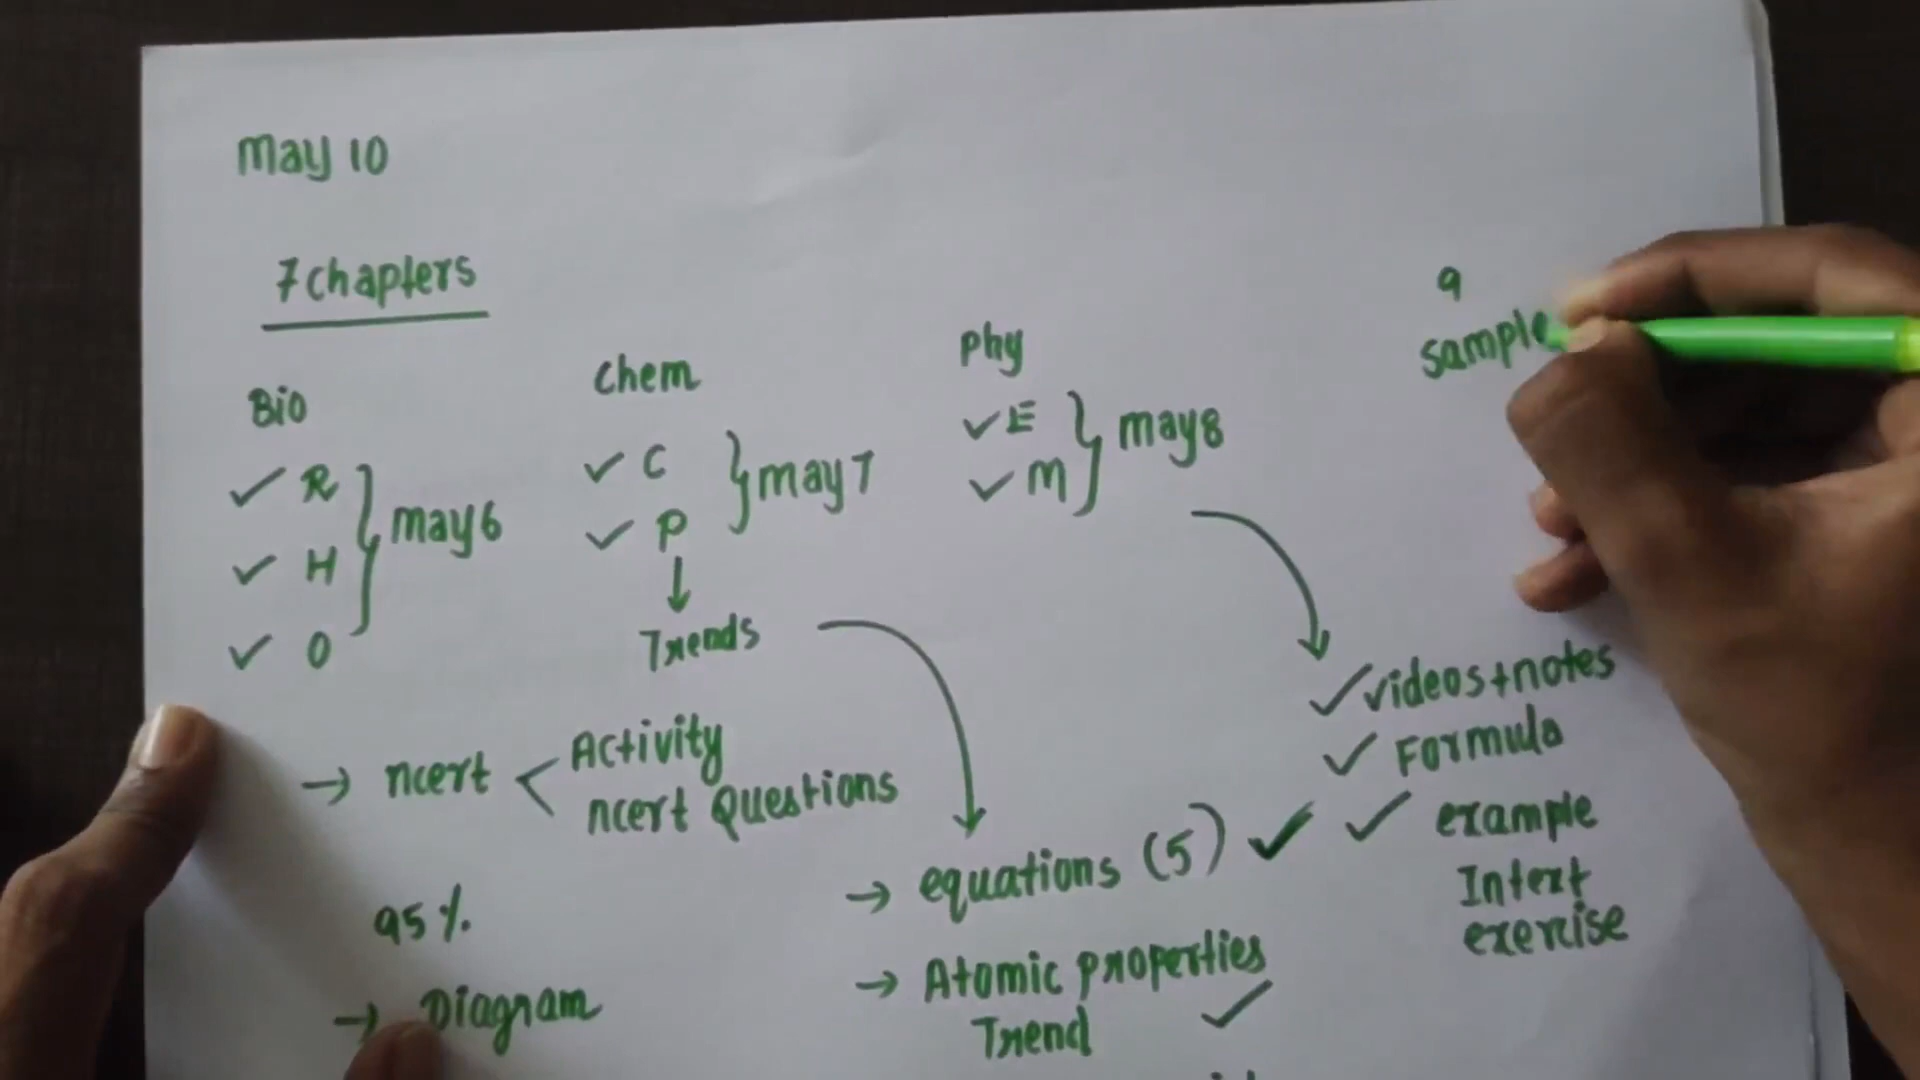 May 10
7 chapters
Bio
R
H
O
may 6
Chem
C
P
may 7
Trends
Phy
E
M
may 8
9
sample
→ ncert < Activity
ncert Questions
95%
→ Diagram
→ equations (5)
→ Atomic properties
Trend
videos+notes
Formula
example
Intext
exercise